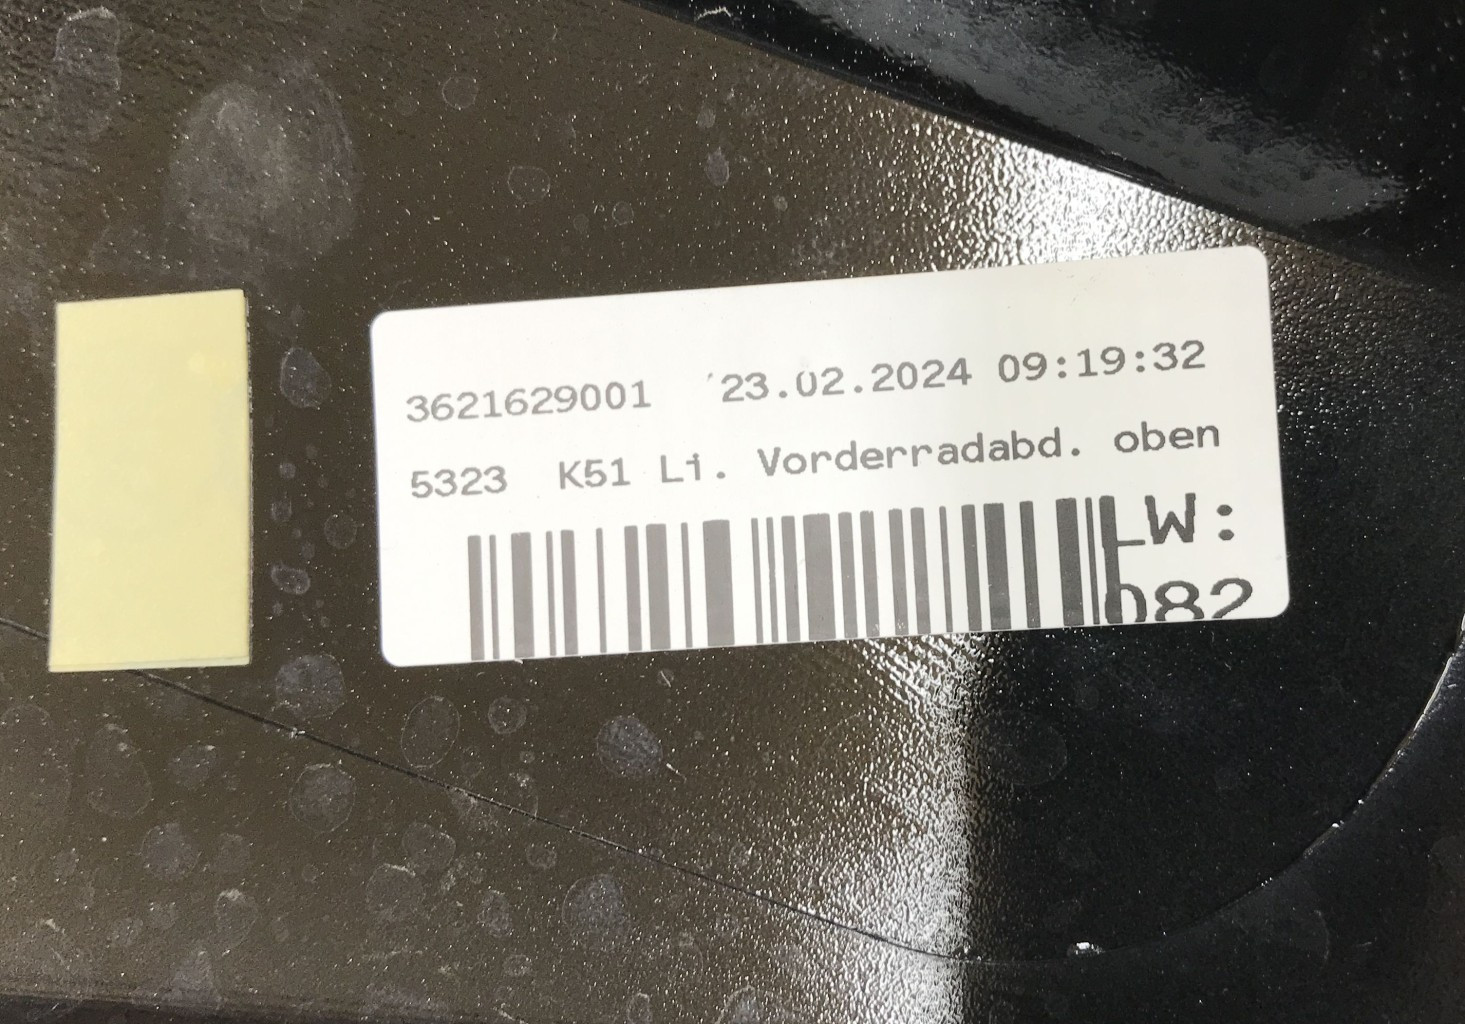 3621629001 23.02.2024 09:19:32
5323 K51 Li. Vorderradabd. oben
LW:
082